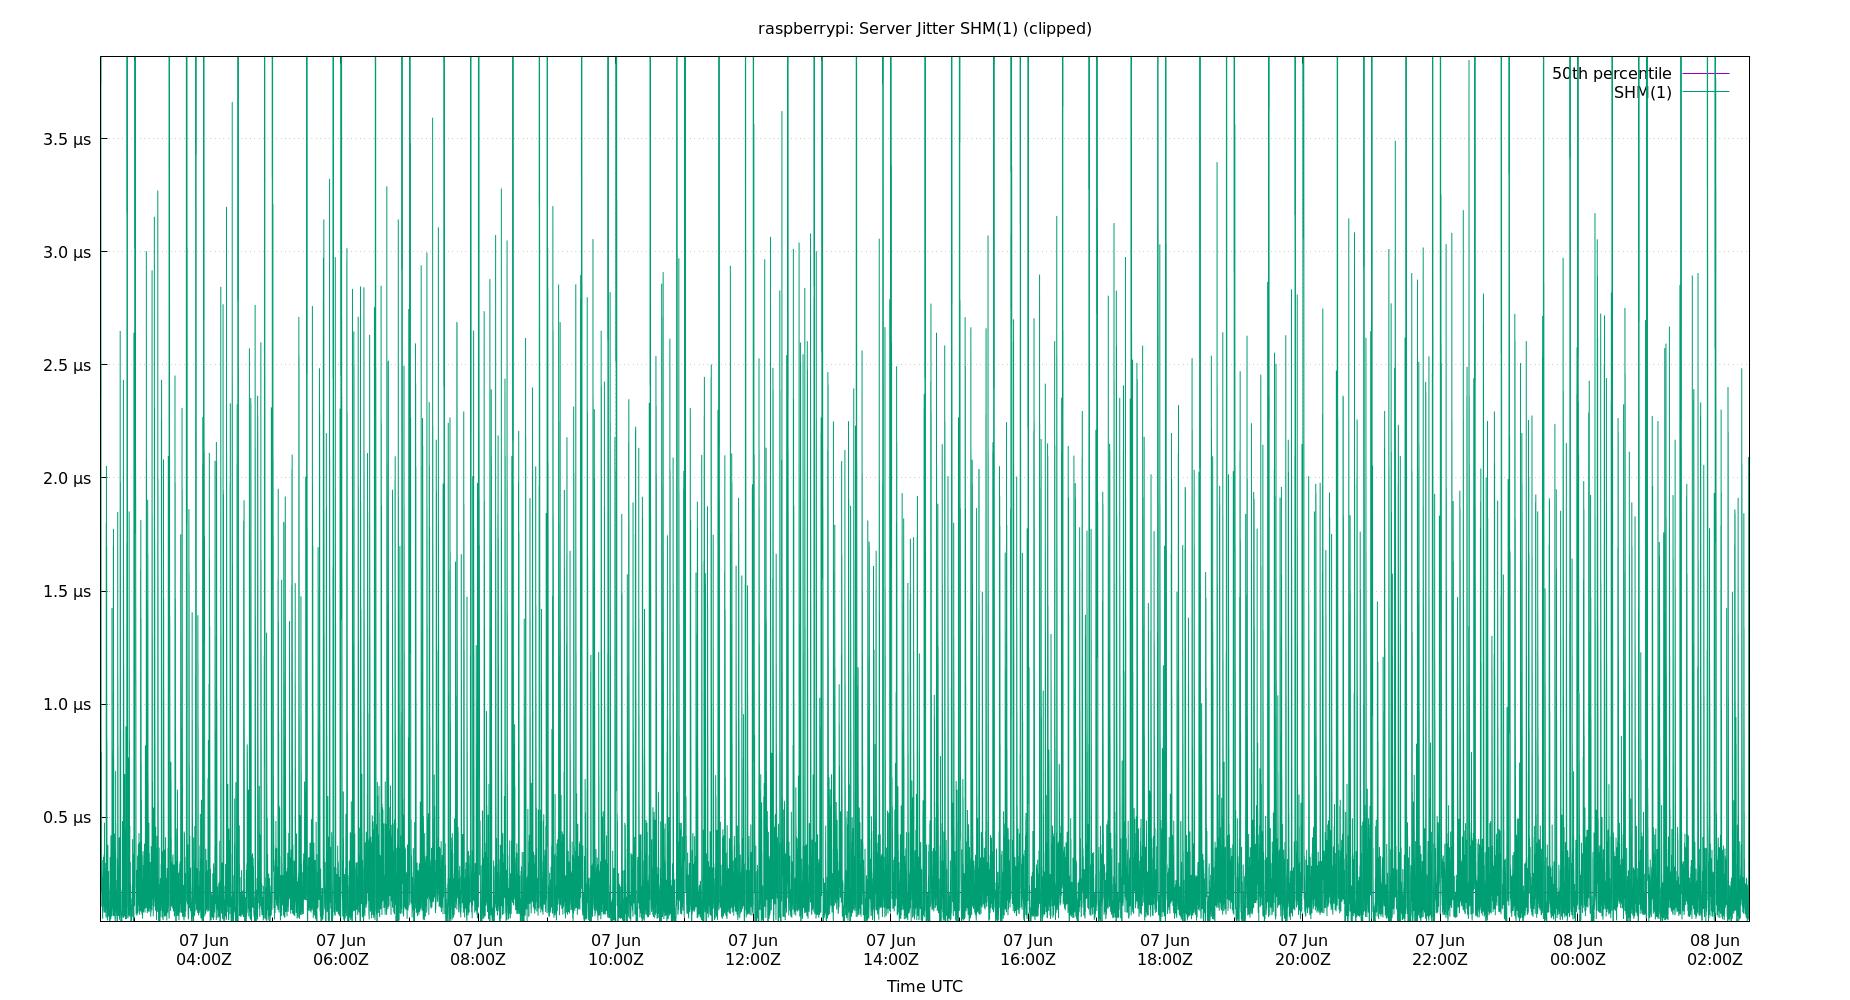 raspberrypi: Server Jitter SHM(1) (clipped)
50th percentile
SHM(1)
3.5 µs
3.0 µs
2.5 µs
2.0 µs
1.5 µs
1.0 µs
0.5 µs
07 Jun 07 Jun 07 Jun 07 Jun 07 Jun 07 Jun 07 Jun 07 Jun 07 Jun 07 Jun 08 Jun 08 Jun
04:00Z 06:00Z 08:00Z 10:00Z 12:00Z 14:00Z 16:00Z 18:00Z 20:00Z 22:00Z 00:00Z 02:00Z
Time UTC